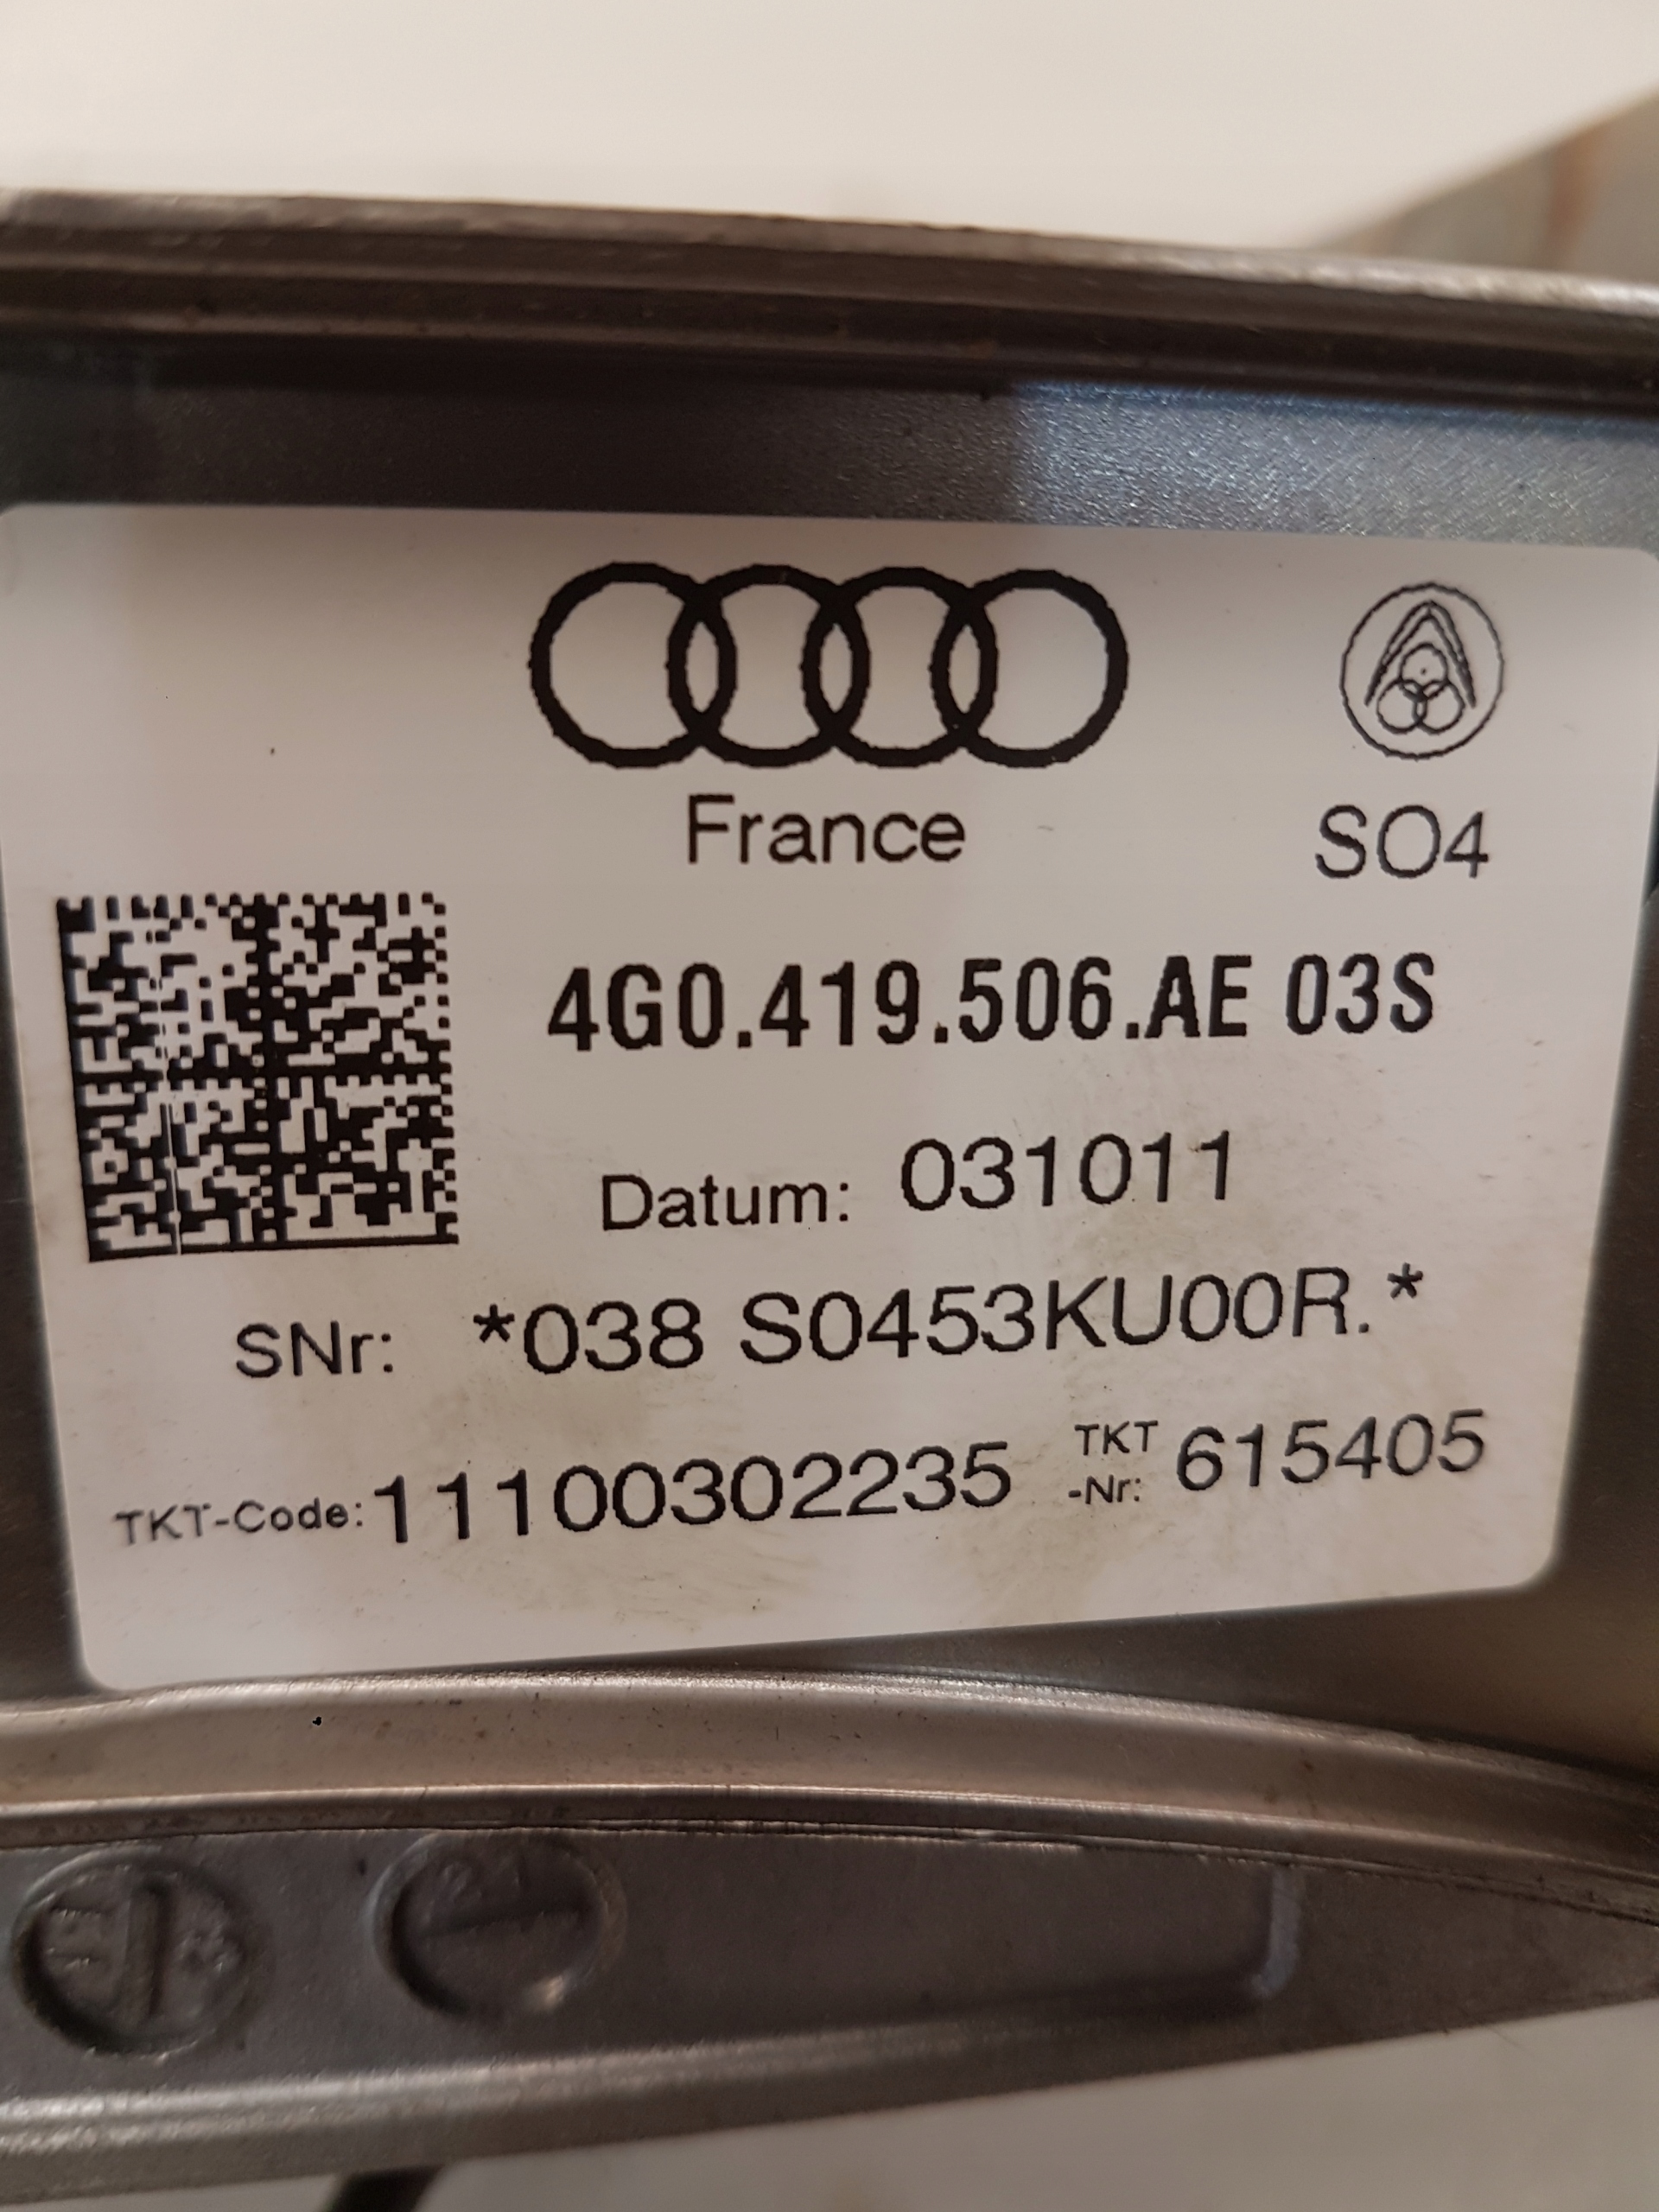 France
SO4
4G0.419.506.AE 03S
Datum: 031011
SNr: *038 S0453KU00R.*
TKT-Code: 11100302235 TKT-Nr: 615405